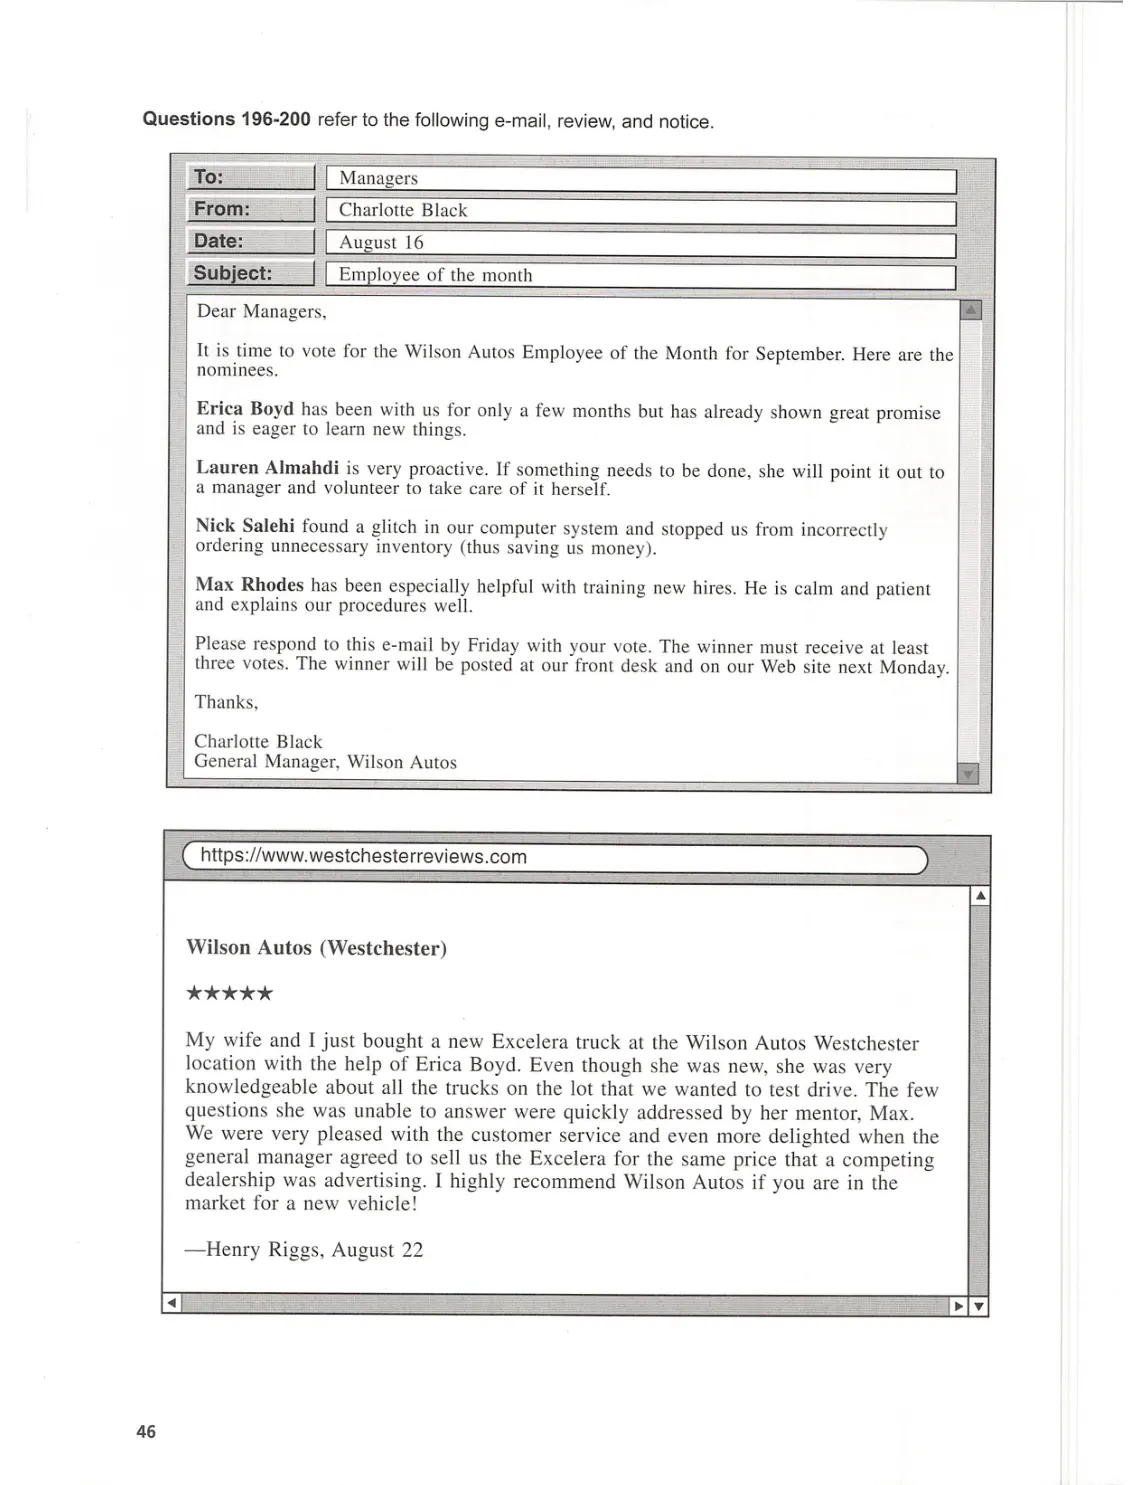 Questions 196-200 refer to the following e-mail, review, and notice.
To: Managers
From: Charlotte Black
Date: August 16
Subject: Employee of the month
Dear Managers,
It is time to vote for the Wilson Autos Employee of the Month for September. Here are the
nominees.
Erica Boyd has been with us for only a few months but has already shown great promise
and is eager to learn new things.
Lauren Almahdi is very proactive. If something needs to be done, she will point it out to
a manager and volunteer to take care of it herself.
Nick Salehi found a glitch in our computer system and stopped us from incorrectly
ordering unnecessary inventory (thus saving us money).
Max Rhodes has been especially helpful with training new hires. He is calm and patient
and explains our procedures well.
Please respond to this e-mail by Friday with your vote. The winner must receive at least
three votes. The winner will be posted at our front desk and on our Web site next Monday.
Thanks,
Charlotte Black
General Manager, Wilson Autos
https://www.westchesterreviews.com
Wilson Autos (Westchester)
★★★★★
My wife and I just bought a new Excelera truck at the Wilson Autos Westchester
location with the help of Erica Boyd. Even though she was new, she was very
knowledgeable about all the trucks on the lot that we wanted to test drive. The few
questions she was unable to answer were quickly addressed by her mentor, Max.
We were very pleased with the customer service and even more delighted when the
general manager agreed to sell us the Excelera for the same price that a competing
dealership was advertising. I highly recommend Wilson Autos if you are in the
market for a new vehicle!
—Henry Riggs, August 22
46